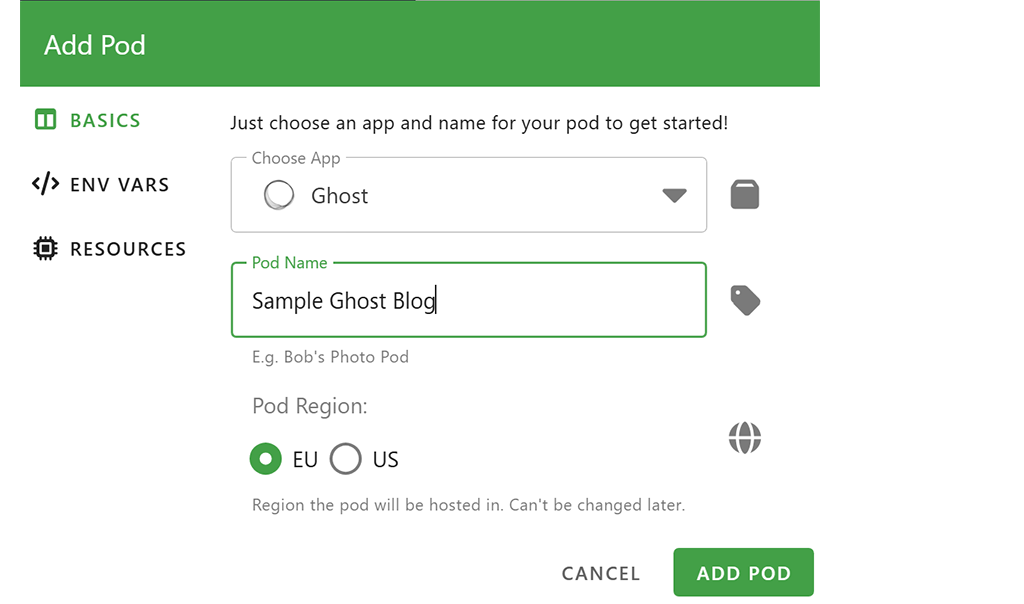 Add Pod
BASICS
ENV VARS
RESOURCES
Just choose an app and name for your pod to get started!
Choose App
Ghost
Pod Name
Sample Ghost Blog
E.g. Bob's Photo Pod
Pod Region:
EU US
Region the pod will be hosted in. Can't be changed later.
CANCEL ADD POD